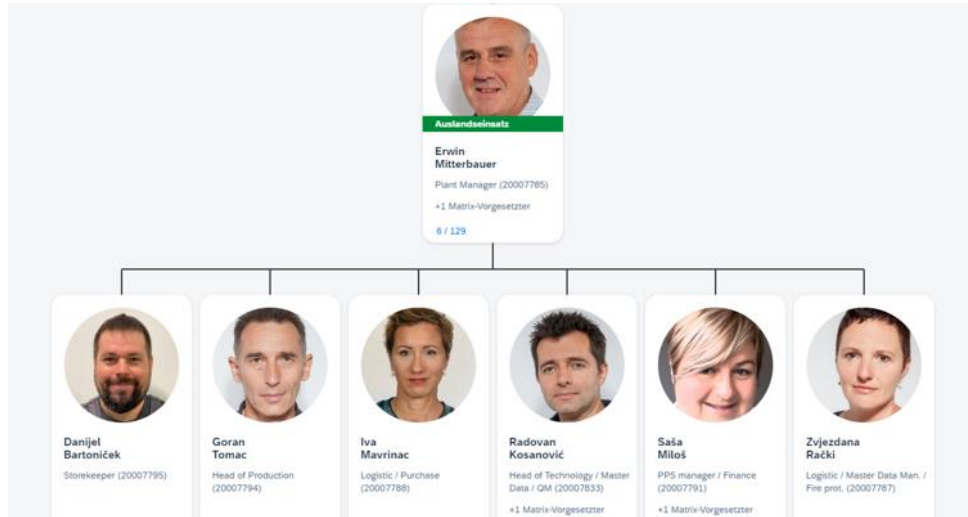 Auslandseinsatz
Erwin
Mitterbauer
Plant Manager (20007785)
+1 Matrix-Vorgesetzter
6 / 129
Danijel
Bartoniček
Storekeeper (20007795)
Goran
Tomac
Head of Production
(20007794)
Iva
Mavrinac
Logistic / Purchase
(20007788)
Radovan
Kosanović
Head of Technology / Master
Data / QM (20007833)
+1 Matrix-Vorgesetzter
Saša
Miloš
PPS manager / Finance
(20007791)
+1 Matrix-Vorgesetzter
Zvjezdana
Rački
Logistic / Master Data Man. /
Fire prot. (20007787)